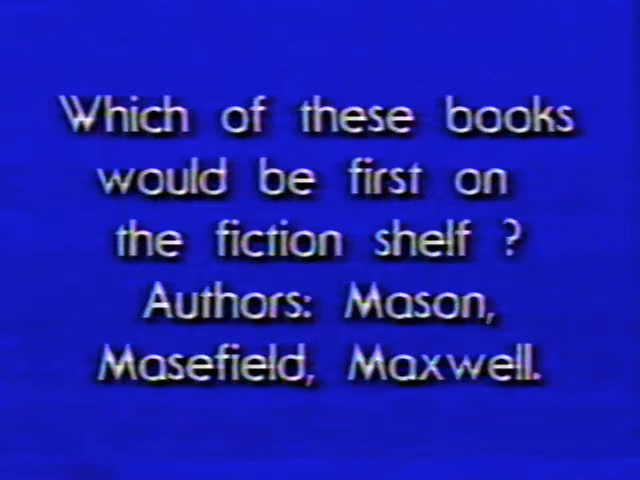 Which of these books
would be first on
the fiction shelf ?
Authors: Mason,
Masefield, Maxwell.